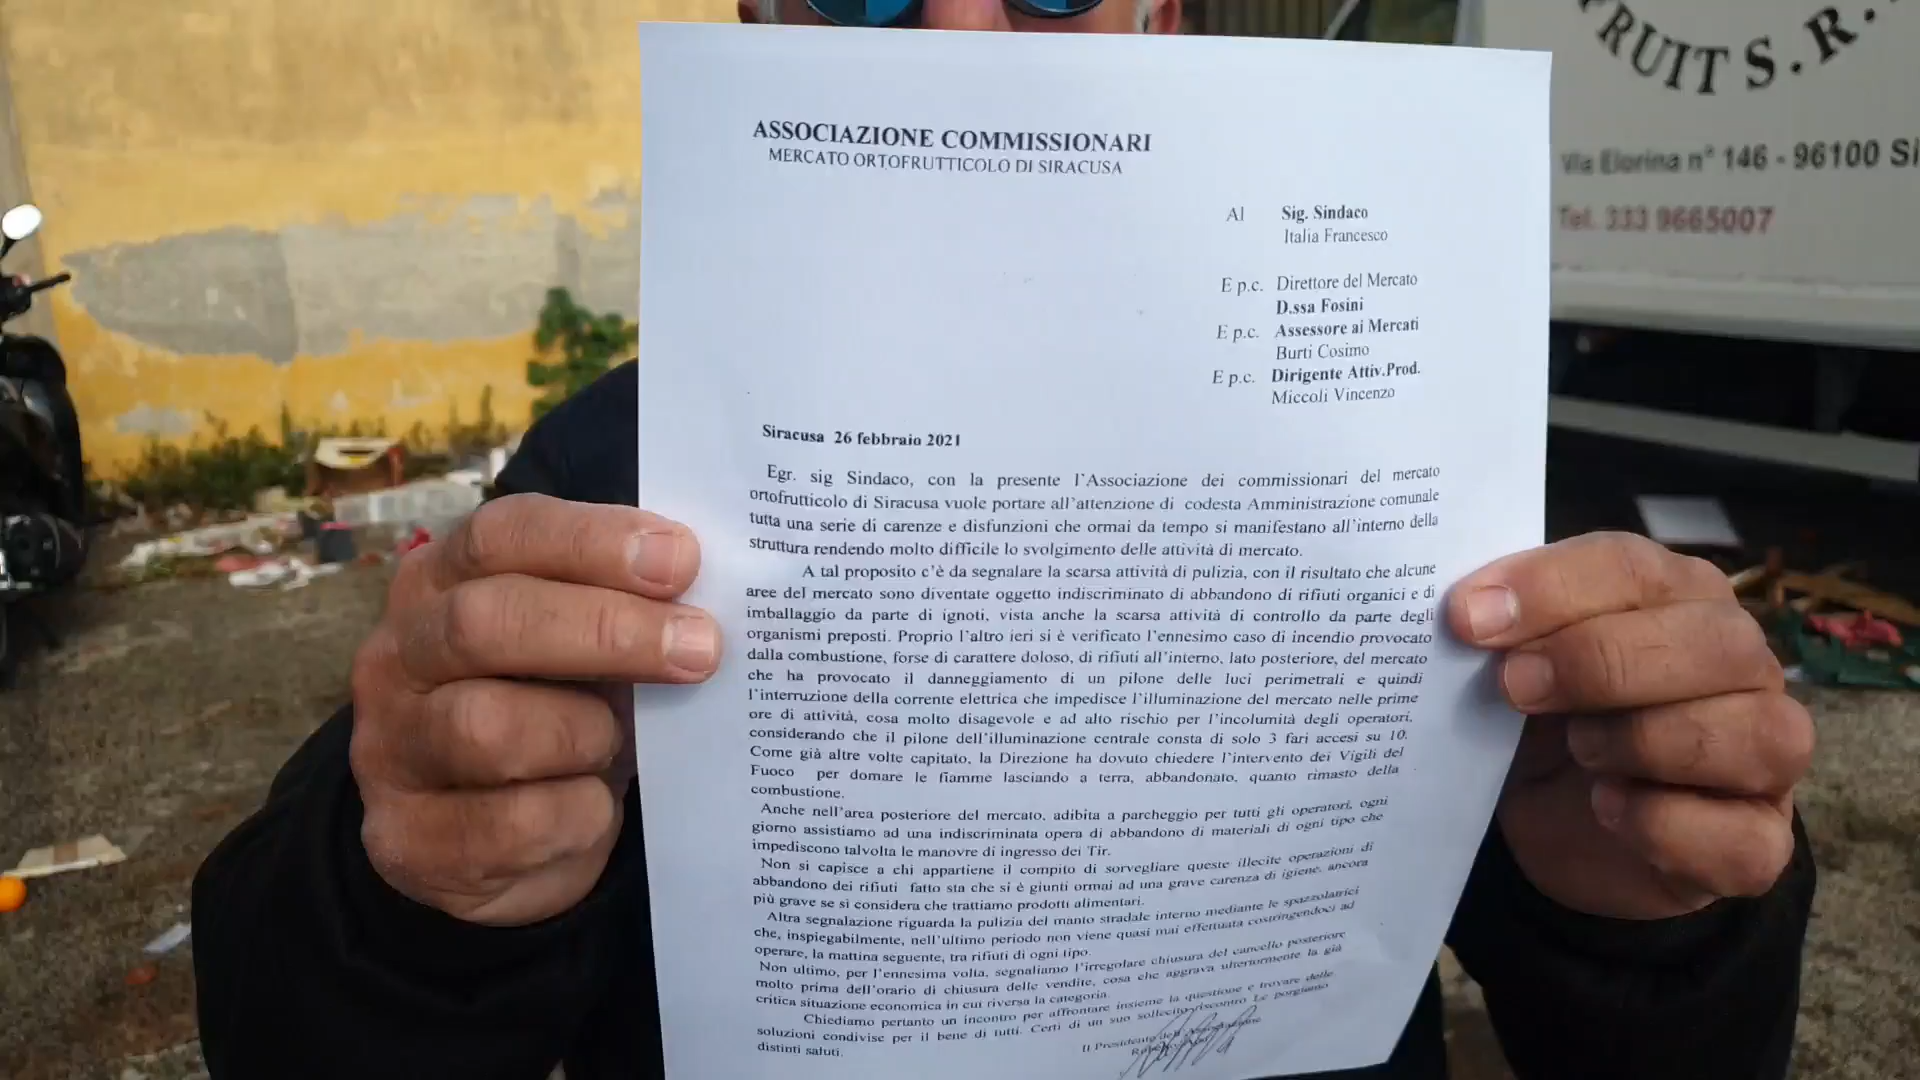 ASSOCIAZIONE COMMISSIONARI
MERCATO ORTOFRUTTICOLO DI SIRACUSA
Al Sig. Sindaco
Italia Francesco
E p.c. Direttore del Mercato
D.ssa Fosini
E p.c. Assessore ai Mercati
Burti Cosimo
E p.c. Dirigente Attiv.Prod.
Miccoli Vincenzo
Siracusa 26 febbraio 2021
Egr. sig Sindaco, con la presente l'Associazione dei commissionari del mercato
ortofrutticolo di Siracusa vuole portare all'attenzione di codesta Amministrazione comunale
tutta una serie di carenze e disfunzioni che ormai da tempo si manifestano all'interno della
struttura rendendo molto difficile lo svolgimento delle attività di mercato.
A tal proposito c'è da segnalare la scarsa attività di pulizia, con il risultato che alcune
aree del mercato sono diventate oggetto indiscriminato di abbandono di rifiuti organici e di
imballaggio da parte di ignoti, vista anche la scarsa attività di controllo da parte degli
organismi preposti. Proprio l'altro ieri si è verificato l'ennesimo caso di incendio provocato
dalla combustione, forse di carattere doloso, di rifiuti all'interno, lato posteriore, del mercato
che ha provocato il danneggiamento di un pilone delle luci perimetrali e quindi
l'interruzione della corrente elettrica che impedisce l'illuminazione del mercato nelle prime
ore di attività, cosa molto disagevole e ad alto rischio per l'incolumità degli operatori,
considerando che il pilone dell'illuminazione centrale consta di solo 3 fari accesi su 10.
Come già altre volte capitato, la Direzione ha dovuto chiedere l'intervento dei Vigili del
Fuoco per domare le fiamme lasciando a terra, abbandonato, quanto rimasto della
combustione.
Anche nell'area posteriore del mercato, adibita a parcheggio per tutti gli operatori, ogni
giorno assistiamo ad una indiscriminata opera di abbandono di materiali di ogni tipo che
impediscono talvolta le manovre di ingresso dei Tir.
Non si capisce a chi appartiene il compito di sorvegliare queste illecite operazioni di
abbandono dei rifiuti fatto sta che si è giunti ormai ad una grave carenza di igiene, ancora
più grave se si considera che trattiamo prodotti alimentari.
Altra segnalazione riguarda la pulizia del manto stradale interno mediante le spazzolatrici
che, inspiegabilmente, nell'ultimo periodo non viene quasi mai effettuata costringendoci ad
operare, la mattina seguente, tra rifiuti di ogni tipo.
Non ultimo, per l'ennesima volta, segnaliamo l'irregolare chiusura del cancello posteriore
molto prima dell'orario di chiusura delle vendite, cosa che aggrava ulteriormente la già
critica situazione economica in cui riversa la categoria.
Chiediamo pertanto un incontro per affrontare insieme la questione e trovare delle
soluzioni condivise per il bene di tutti. Certi di un suo sollecito riscontro Le porgiamo
distinti saluti.
Il Presidente dell'Associazione
FRUIT S.R.
Via Elorina n° 146 - 96100 Si
Tel. 333 9665007